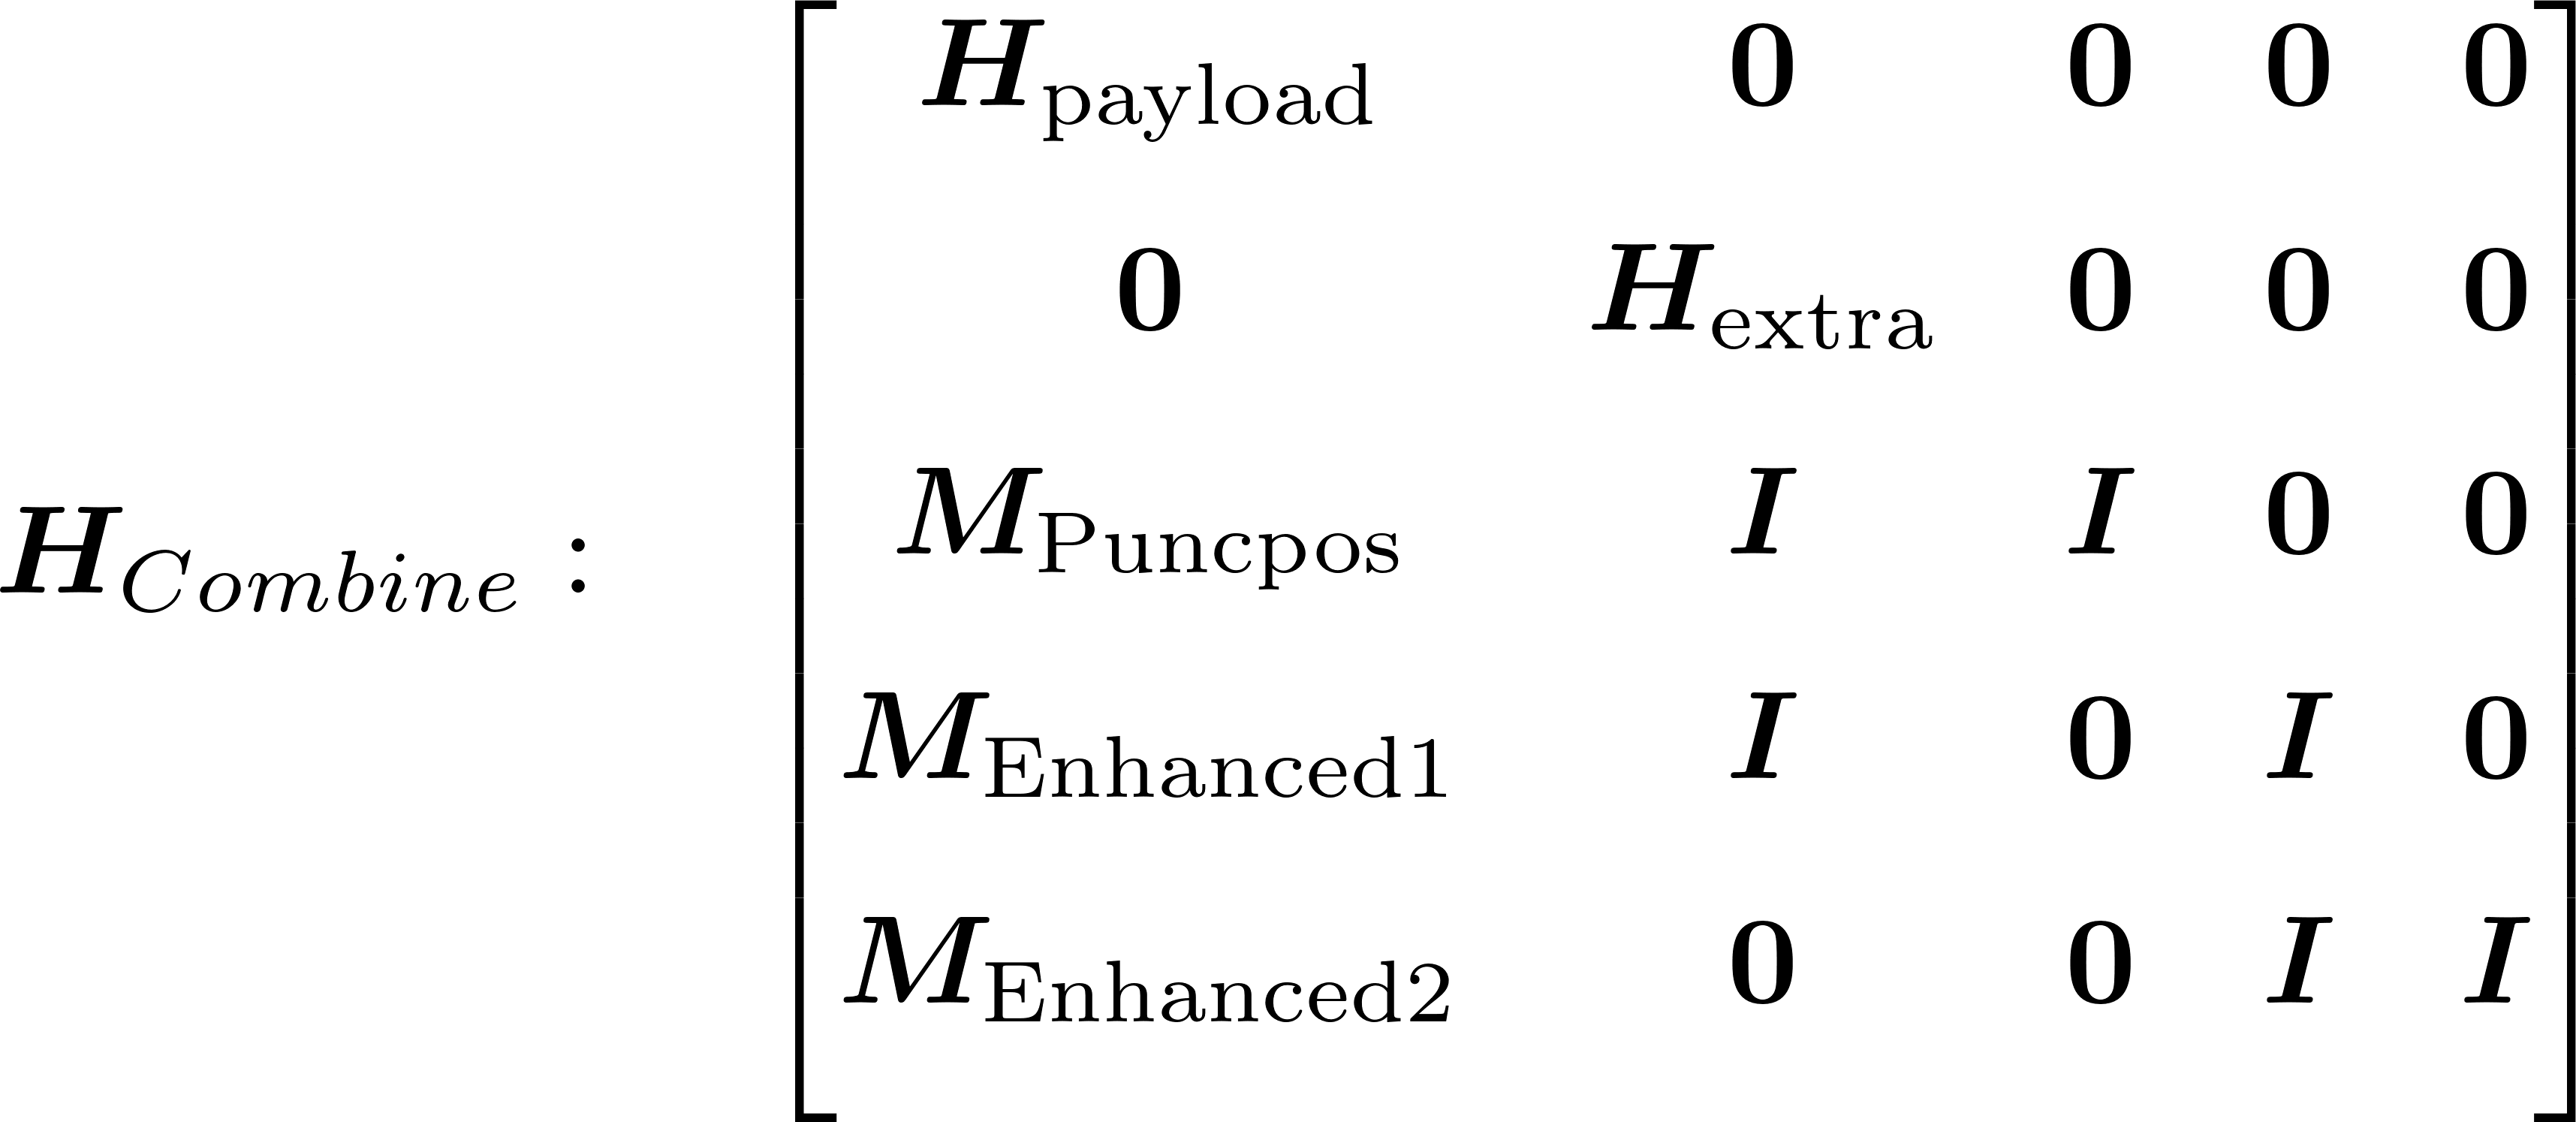 H_payload 0 0 0 0
0 H_extra 0 0 0
M_Puncpos I I 0 0
H_Combine :
M_Enhanced1 I 0 I 0
M_Enhanced2 0 0 I I